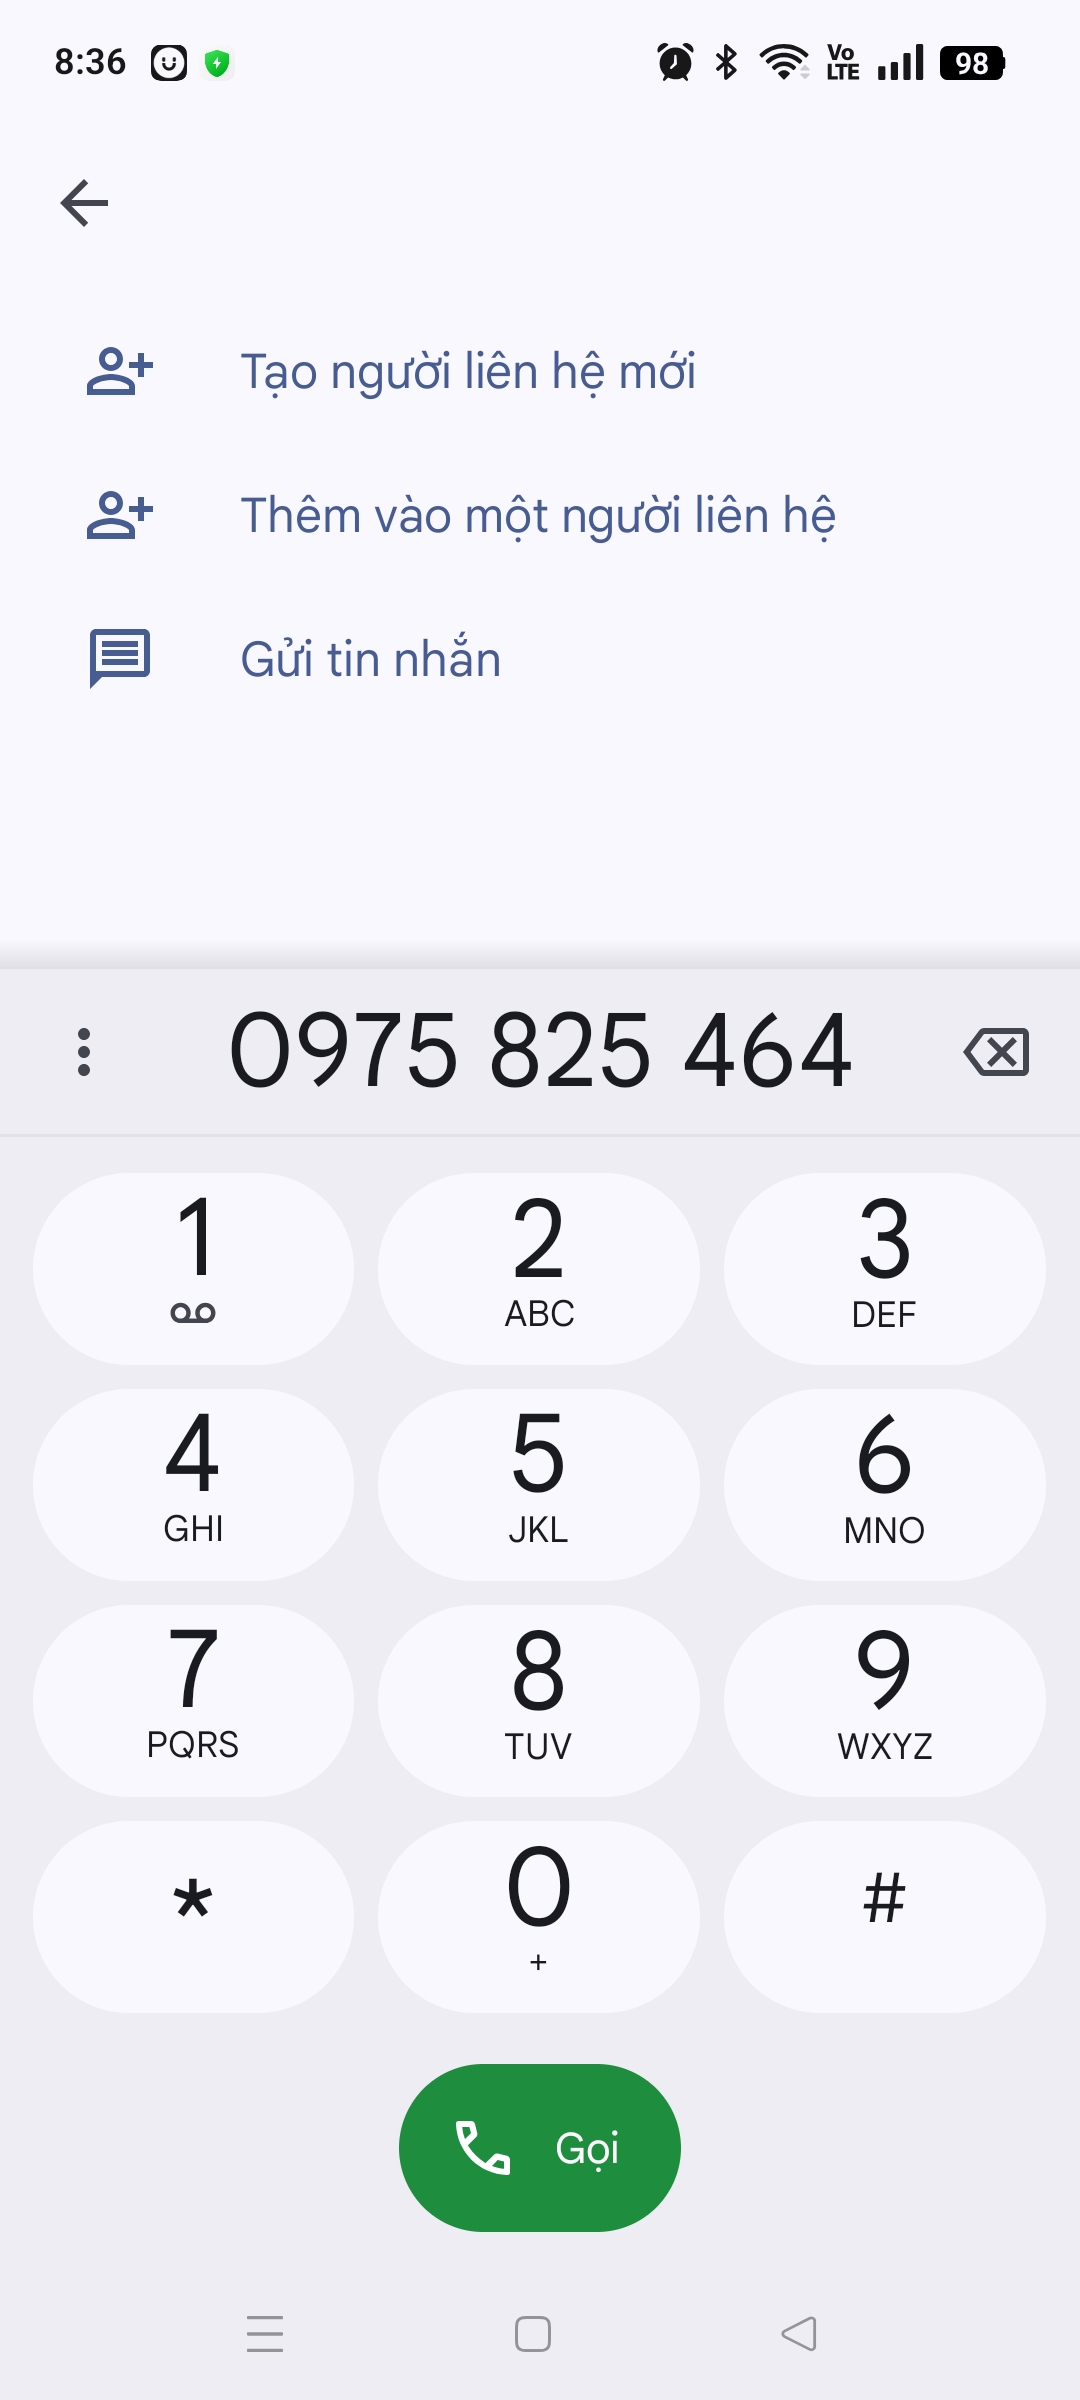 8:36 Vo LTE 98
Tạo người liên hệ mới
Thêm vào một người liên hệ
Gửi tin nhắn
0975 825 464
1 2 3
ABC DEF
4 5 6
GHI JKL MNO
7 8 9
PQRS TUV WXYZ
* 0 #
+
Gọi